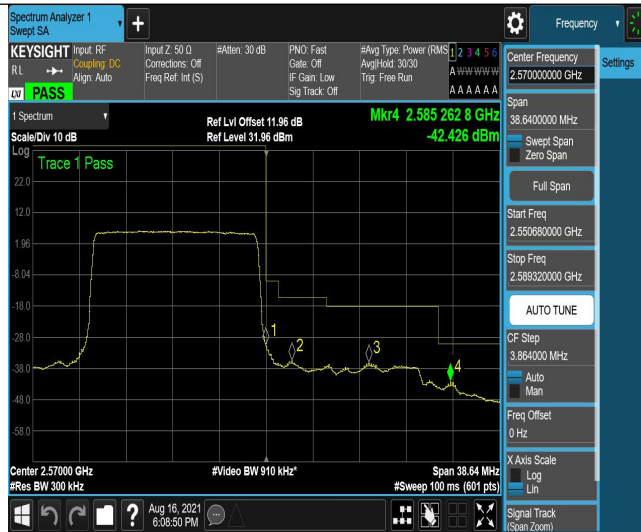 Spectrum Analyzer 1
Swept SA
Frequency
KEYSIGHT
Input: RF
Input Z: 50 Ω
#Atten: 30 dB
PNO: Fast
#Avg Type: Power (RMS
1 2 3 4 5 6
RL
Coupling: DC
Corrections: Off
Gate: Off
Avg|Hold: 30/30
A W W W W W
Align: Auto
Freq Ref: Int (S)
IF Gain: Low
Trig: Free Run
LXI
PASS
Sig Track: Off
A A A A A A
1 Spectrum
Ref Lvl Offset 11.96 dB
Mkr4 2.585 262 8 GHz
Scale/Div 10 dB
Ref Level 31.96 dBm
-42.426 dBm
Log
Trace 1 Pass
22.0
12.0
1.96
-8.04
-18.0
-28.0
-38.0
-48.0
-58.0
1
2
3
4
Center 2.57000 GHz
#Video BW 910 kHz*
Span 38.64 MHz
#Res BW 300 kHz
#Sweep 100 ms (601 pts)
Center Frequency
2.570000000 GHz
Settings
Span
38.6400000 MHz
Swept Span
Zero Span
Full Span
Start Freq
2.550680000 GHz
Stop Freq
2.589320000 GHz
AUTO TUNE
CF Step
3.864000 MHz
Auto
Man
Freq Offset
0 Hz
X Axis Scale
Log
Lin
Signal Track
(Span Zoom)
?
Aug 16, 2021
6:08:50 PM